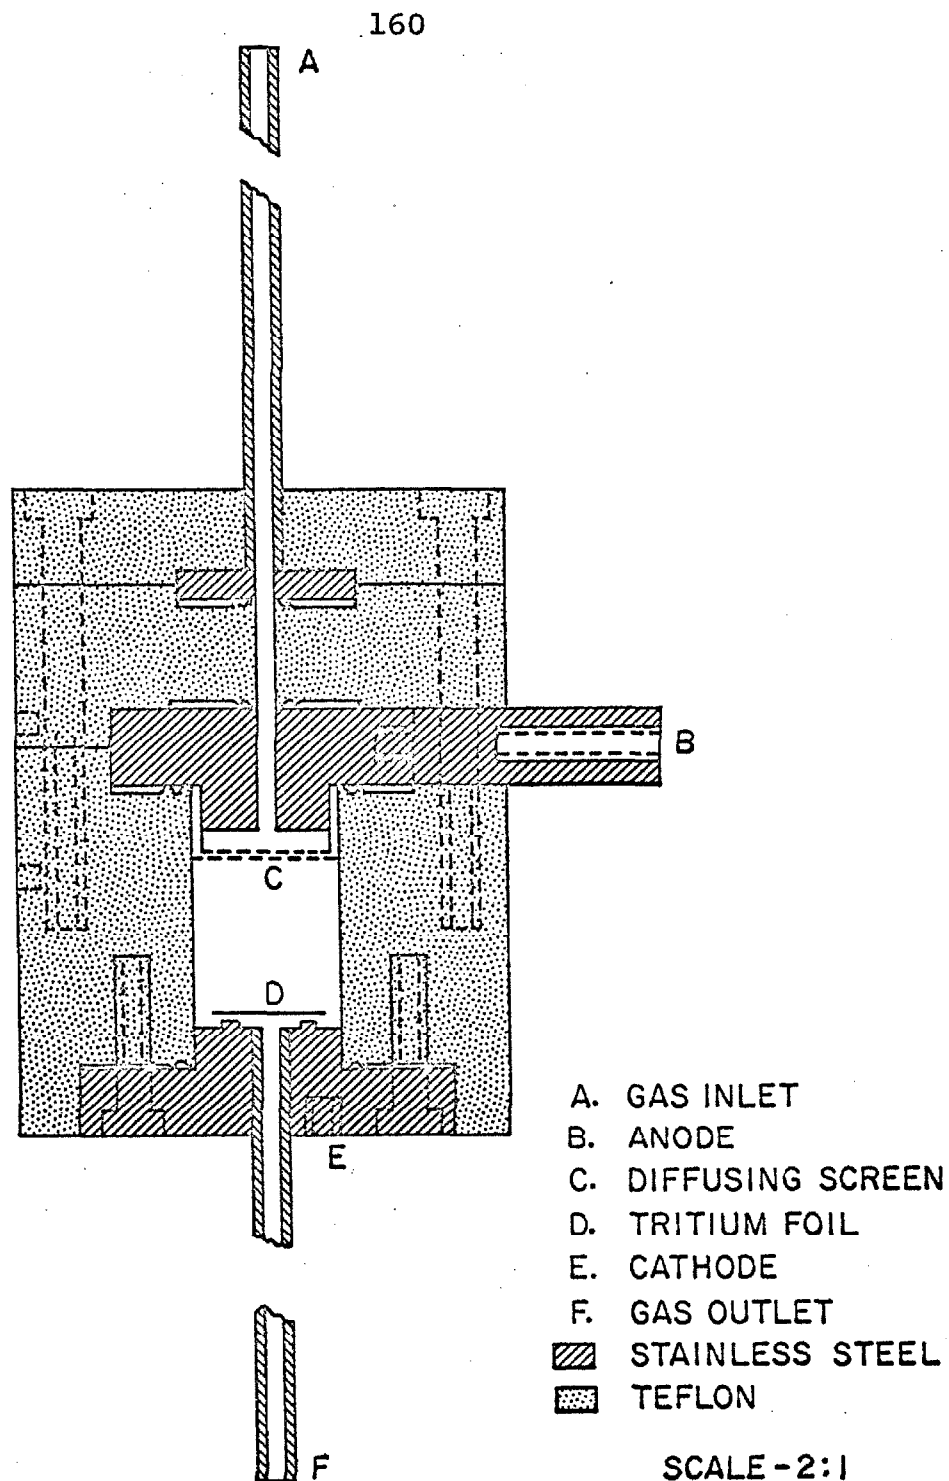 160
A
B
C
D
E
A. GAS INLET
B. ANODE
C. DIFFUSING SCREEN
D. TRITIUM FOIL
E. CATHODE
F. GAS OUTLET
STAINLESS STEEL
TEFLON
F
SCALE-2:1